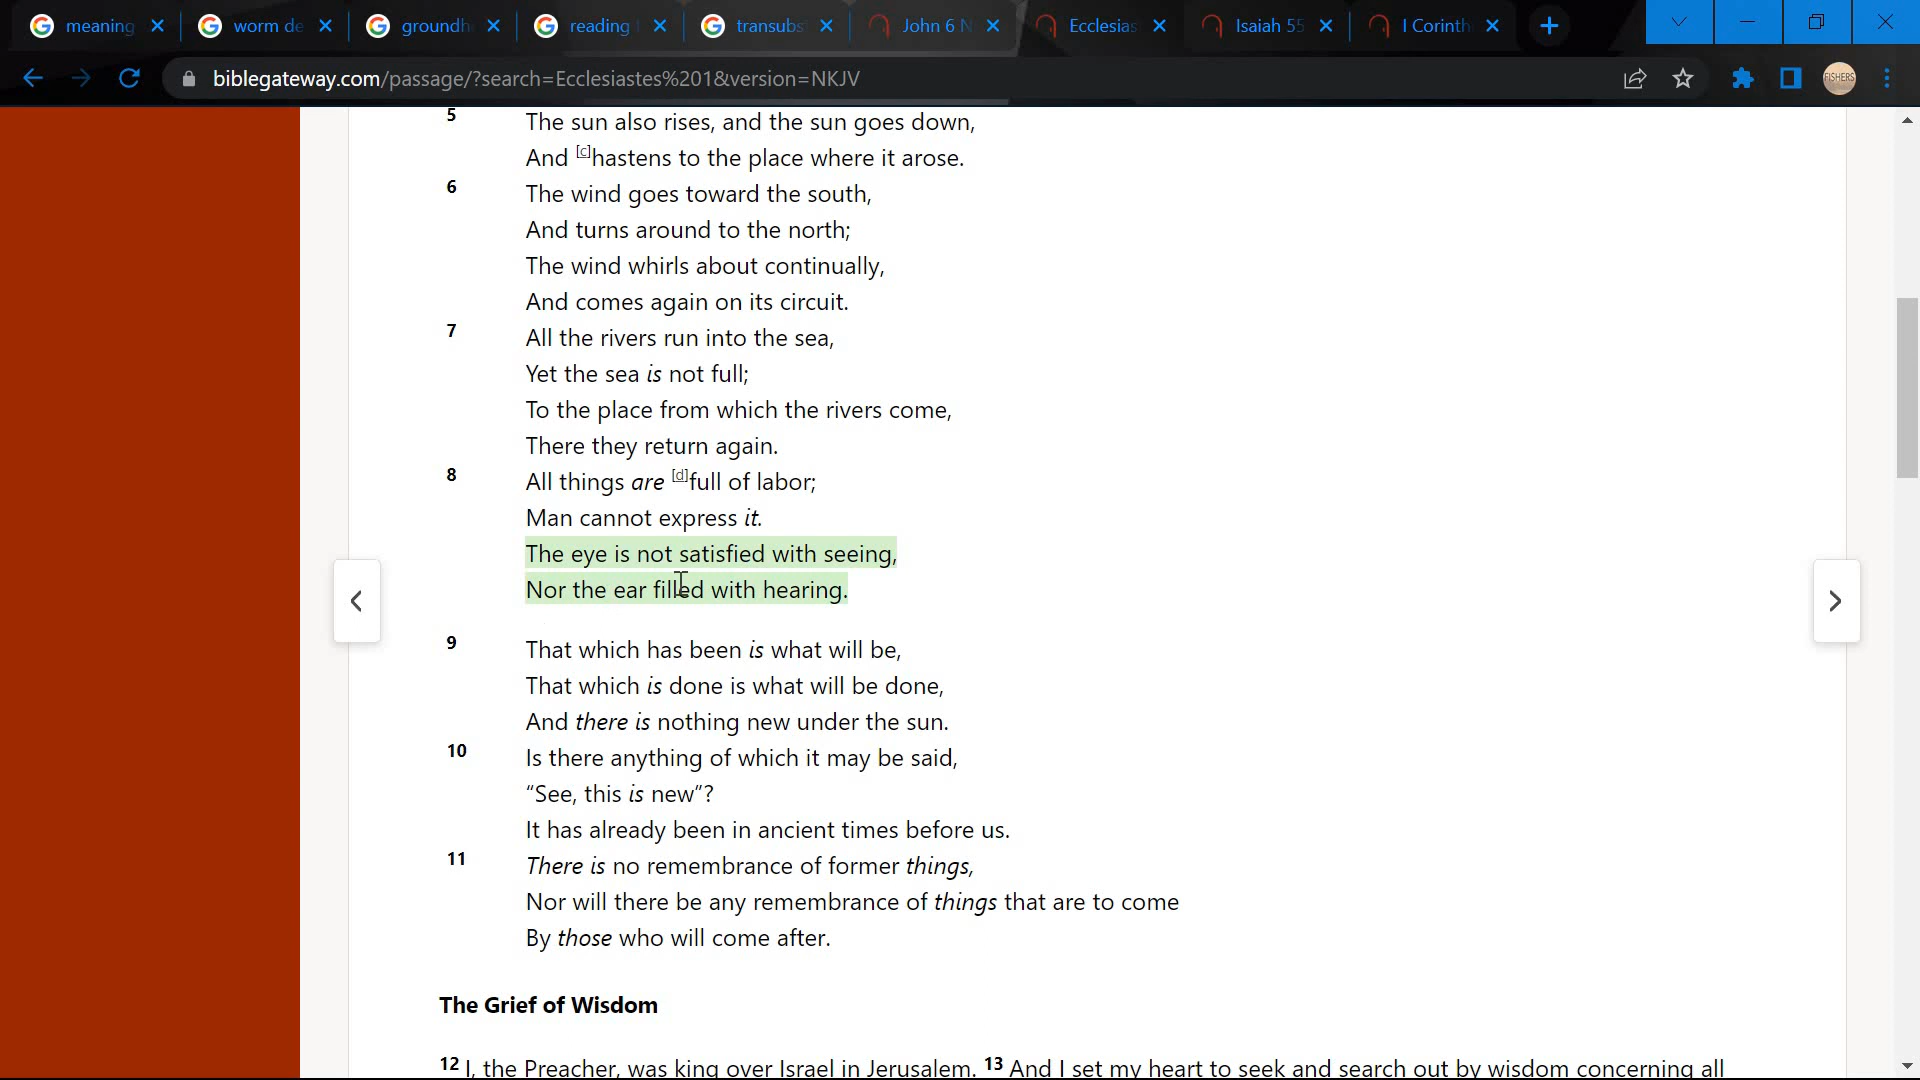 meaning
worm de
groundh
reading
transubs
John 6 N
Ecclesias
Isaiah 55
I Corinth
biblegateway.com/passage/?search=Ecclesiastes%201&version=NKJV
FISHERS
5 The sun also rises, and the sun goes down,
And [c]hastens to the place where it arose.
6 The wind goes toward the south,
And turns around to the north;
The wind whirls about continually,
And comes again on its circuit.
7 All the rivers run into the sea,
Yet the sea is not full;
To the place from which the rivers come,
There they return again.
8 All things are [d]full of labor;
Man cannot express it.
The eye is not satisfied with seeing,
Nor the ear filled with hearing.
9 That which has been is what will be,
That which is done is what will be done,
And there is nothing new under the sun.
10 Is there anything of which it may be said,
“See, this is new”?
It has already been in ancient times before us.
11 There is no remembrance of former things,
Nor will there be any remembrance of things that are to come
By those who will come after.
The Grief of Wisdom
12 I, the Preacher, was king over Israel in Jerusalem. 13 And I set my heart to seek and search out by wisdom concerning all